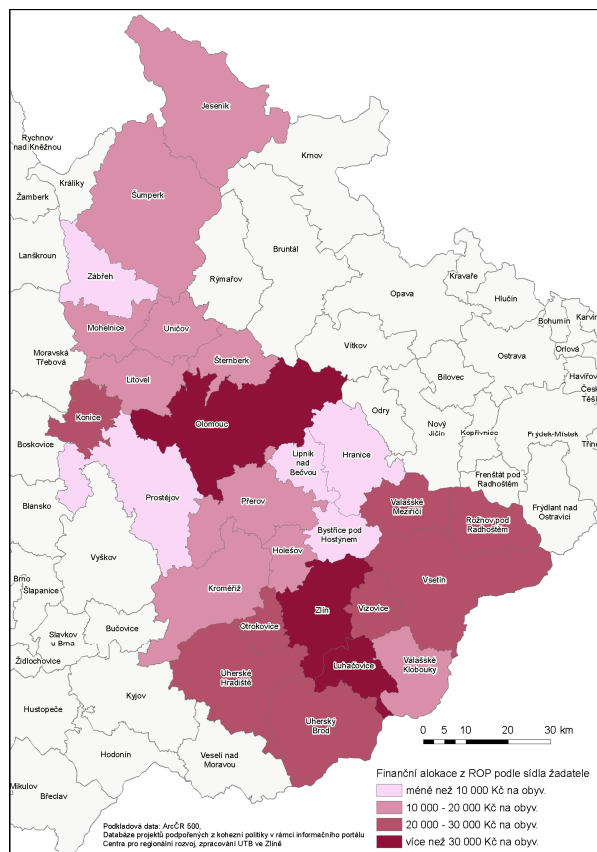 Jeseník
Rychnov
nad Kněžnou
Krnov
Králíky
Šumperk
Žamberk
Bruntál
Lanškroun
Zábřeh
Rýmařov
Kravaře
Opava
Hlučín
Bohumín
Karvin
Mohelnice
Uničov
Orlová
Vítkov
Ostrava
Moravská
Třebová
Šternberk
Havířov
Bílovec
Litovel
Česk
Těší
Konice
Olomouc
Odry
Nový
Jičín
Kopřivnice
Frýdek-Místek
Třine
Boskovice
Lipník
nad
Bečvou
Hranice
Frenštát pod
Radhoštěm
Prostějov
Přerov
Valašské
Meziříčí
Rožnov pod
Radhoštěm
Frýdlant nad
Ostravicí
Blansko
Bystřice pod
Hostýnem
Vyškov
Holešov
Brno
Šlapanice
Kroměříž
Vsetín
Zlín
Vizovice
Slavkov
u Brna
Bučovice
Otrokovice
Židlochovice
Luhačovice
Valašské
Klobouky
Uherské
Hradiště
Hustopeče
Kyjov
Uherský
Brod
0 5 10 20 30 km
Hodonín
Veselí nad
Moravou
Mikulov
Břeclav
Finanční alokace z ROP podle sídla žadatele
méně než 10 000 Kč na obyv.
10 000 - 20 000 Kč na obyv.
20 000 - 30 000 Kč na obyv.
více než 30 000 Kč na obyv.
Podkladová data: ArcČR 500,
Databáze projektů podpořených z kohezní politiky v rámci informačního portálu
Centra pro regionální rozvoj, zpracování UTB ve Zlíně